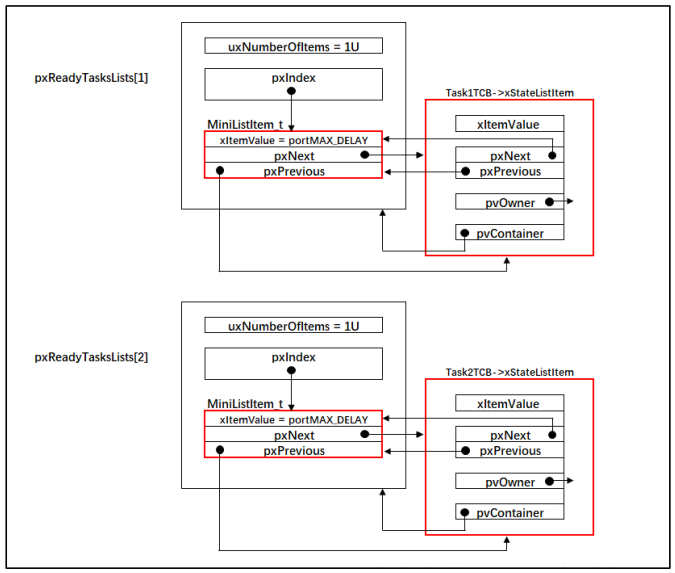 uxNumberOfItems = 1U
pxReadyTasksLists[1]
pxIndex
Task1TCB->xStateListItem
MiniListItem_t
xItemValue
xItemValue = portMAX_DELAY
pxNext
pxNext
pxPrevious
pxPrevious
pvOwner
pvContainer
uxNumberOfItems = 1U
pxReadyTasksLists[2]
pxIndex
Task2TCB->xStateListItem
MiniListItem_t
xItemValue
xItemValue = portMAX_DELAY
pxNext
pxNext
pxPrevious
pxPrevious
pvOwner
pvContainer